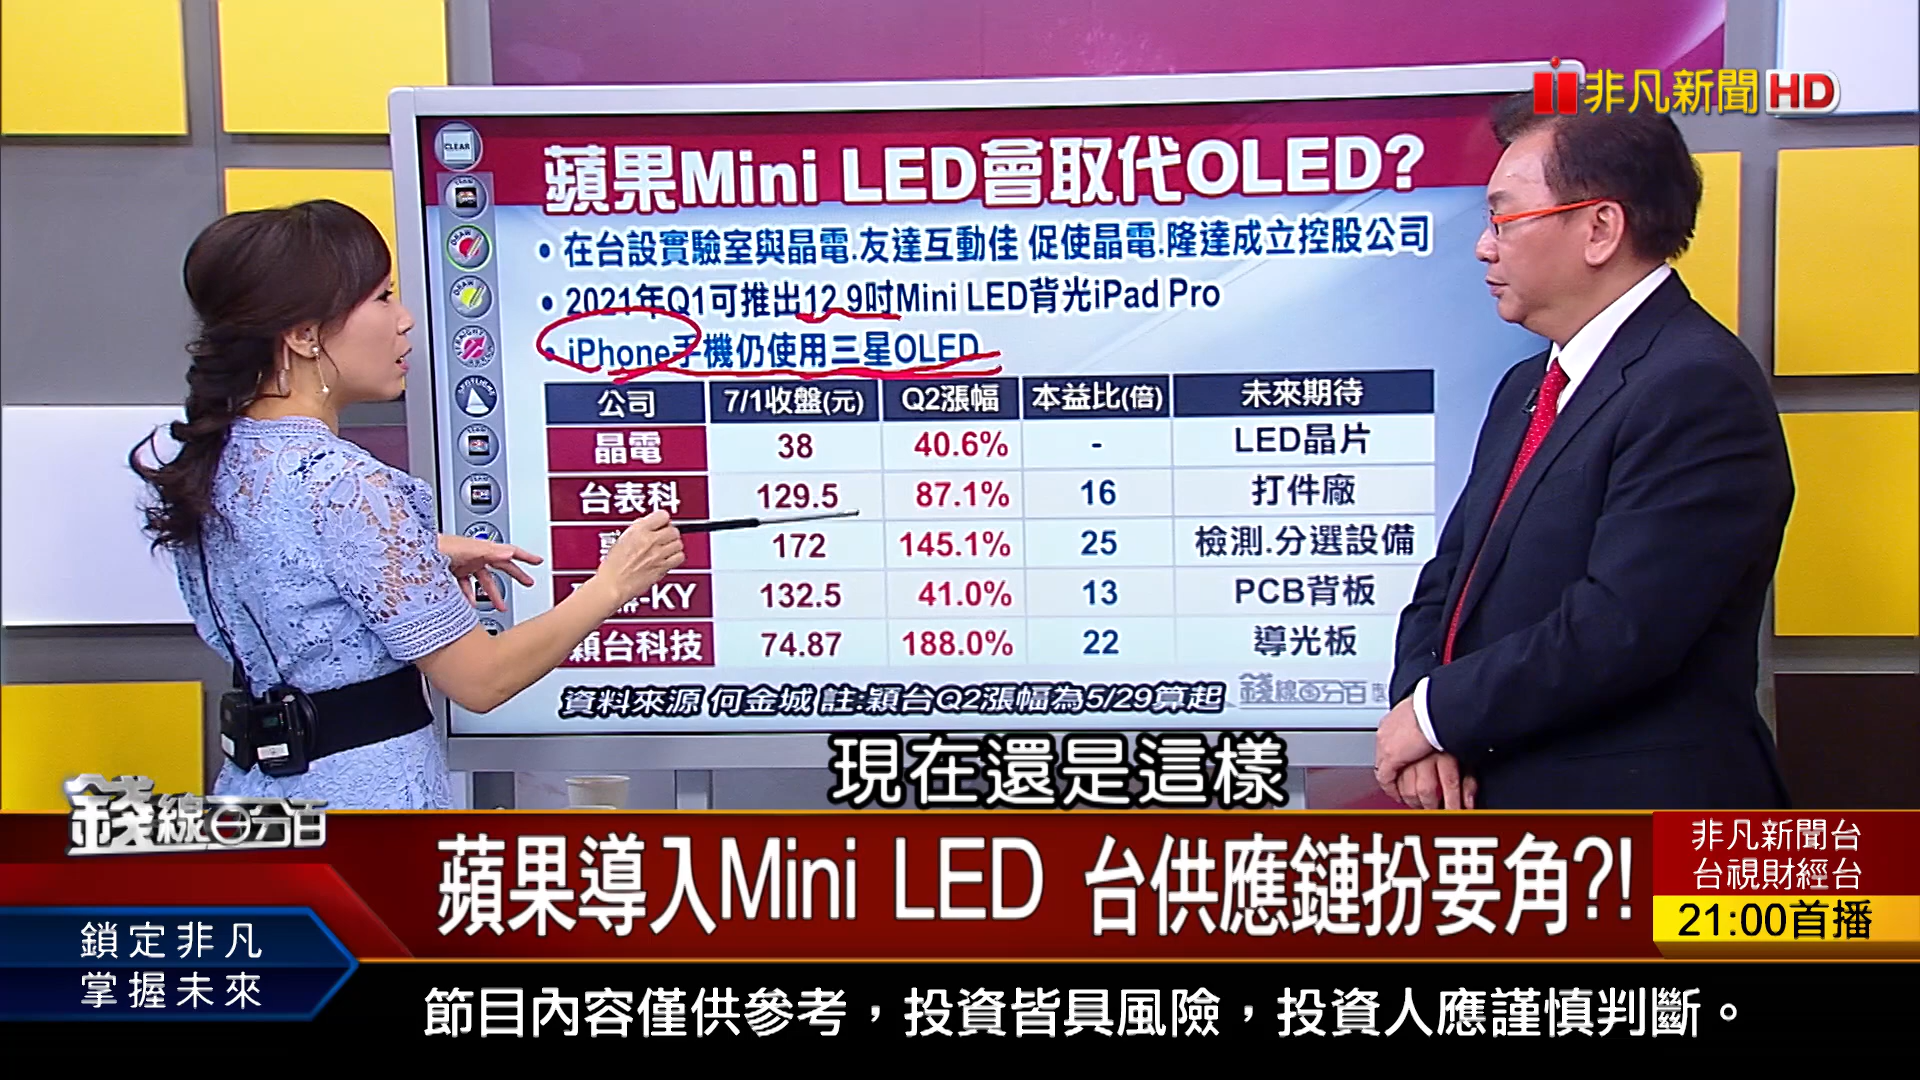 非凡新聞HD
CLEAR
蘋果Mini LED會取代OLED?
• 在台設實驗室與晶電.友達互動佳 促使晶電.隆達成立控股公司
• 2021年Q1可推出12.9吋Mini LED背光iPad Pro
• iPhone手機仍使用三星OLED
公司 7/1收盤(元) Q2漲幅 本益比(倍) 未來期待
晶電 38 40.6% - LED晶片
台表科 129.5 87.1% 16 打件廠
172 145.1% 25 檢測.分選設備
-KY 132.5 41.0% 13 PCB背板
穎台科技 74.87 188.0% 22 導光板
資料來源 何金城 註:穎台Q2漲幅為5/29算起 錢線百分百
DRAW
DRAW
SPOTLIGHT
現在還是這樣
錢線百分百
蘋果導入Mini LED 台供應鏈扮要角?!
非凡新聞台
台視財經台
21:00首播
鎖定非凡
掌握未來
節目內容僅供參考，投資皆具風險，投資人應謹慎判斷。